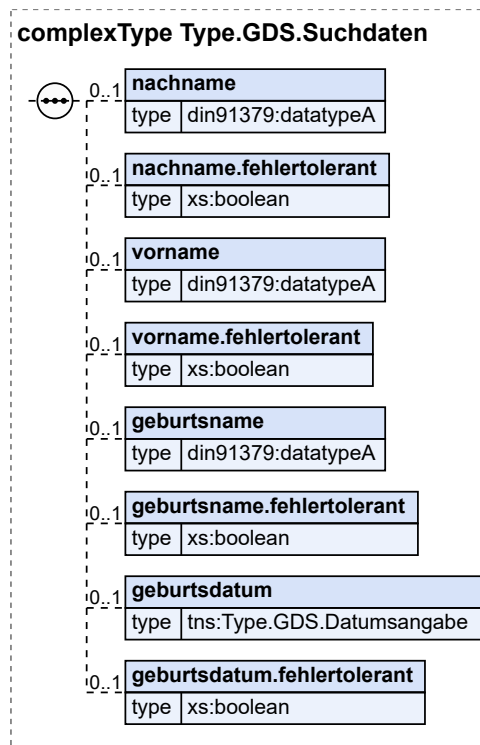 complexType Type.GDS.Suchdaten
0..1 nachname
type din91379:datatypeA
0..1 nachname.fehlertolerant
type xs:boolean
0..1 vorname
type din91379:datatypeA
0..1 vorname.fehlertolerant
type xs:boolean
0..1 geburtsname
type din91379:datatypeA
0..1 geburtsname.fehlertolerant
type xs:boolean
0..1 geburtsdatum
type tns:Type.GDS.Datumsangabe
0..1 geburtsdatum.fehlertolerant
type xs:boolean